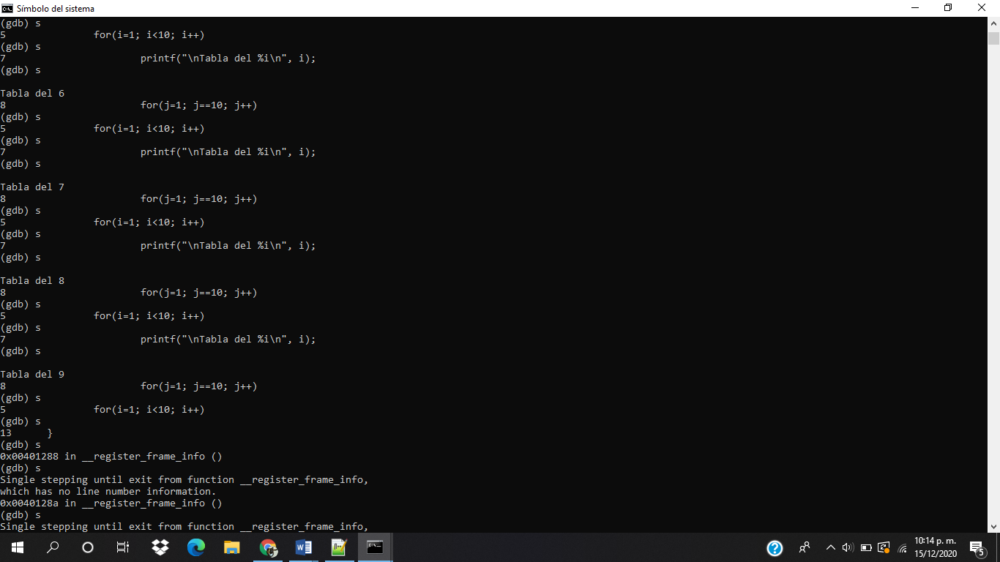 Símbolo del sistema
(gdb) s
5 for(i=1; i<10; i++)
(gdb) s
7 printf("\nTabla del %i\n", i);
(gdb) s
Tabla del 6
8 for(j=1; j==10; j++)
(gdb) s
5 for(i=1; i<10; i++)
(gdb) s
7 printf("\nTabla del %i\n", i);
(gdb) s
Tabla del 7
8 for(j=1; j==10; j++)
(gdb) s
5 for(i=1; i<10; i++)
(gdb) s
7 printf("\nTabla del %i\n", i);
(gdb) s
Tabla del 8
8 for(j=1; j==10; j++)
(gdb) s
5 for(i=1; i<10; i++)
(gdb) s
7 printf("\nTabla del %i\n", i);
(gdb) s
Tabla del 9
8 for(j=1; j==10; j++)
(gdb) s
5 for(i=1; i<10; i++)
(gdb) s
13 }
(gdb) s
0x00401288 in __register_frame_info ()
(gdb) s
Single stepping until exit from function __register_frame_info,
which has no line number information.
0x0040128a in __register_frame_info ()
(gdb) s
Single stepping until exit from function __register_frame_info,
10:14 p. m.
15/12/2020
5